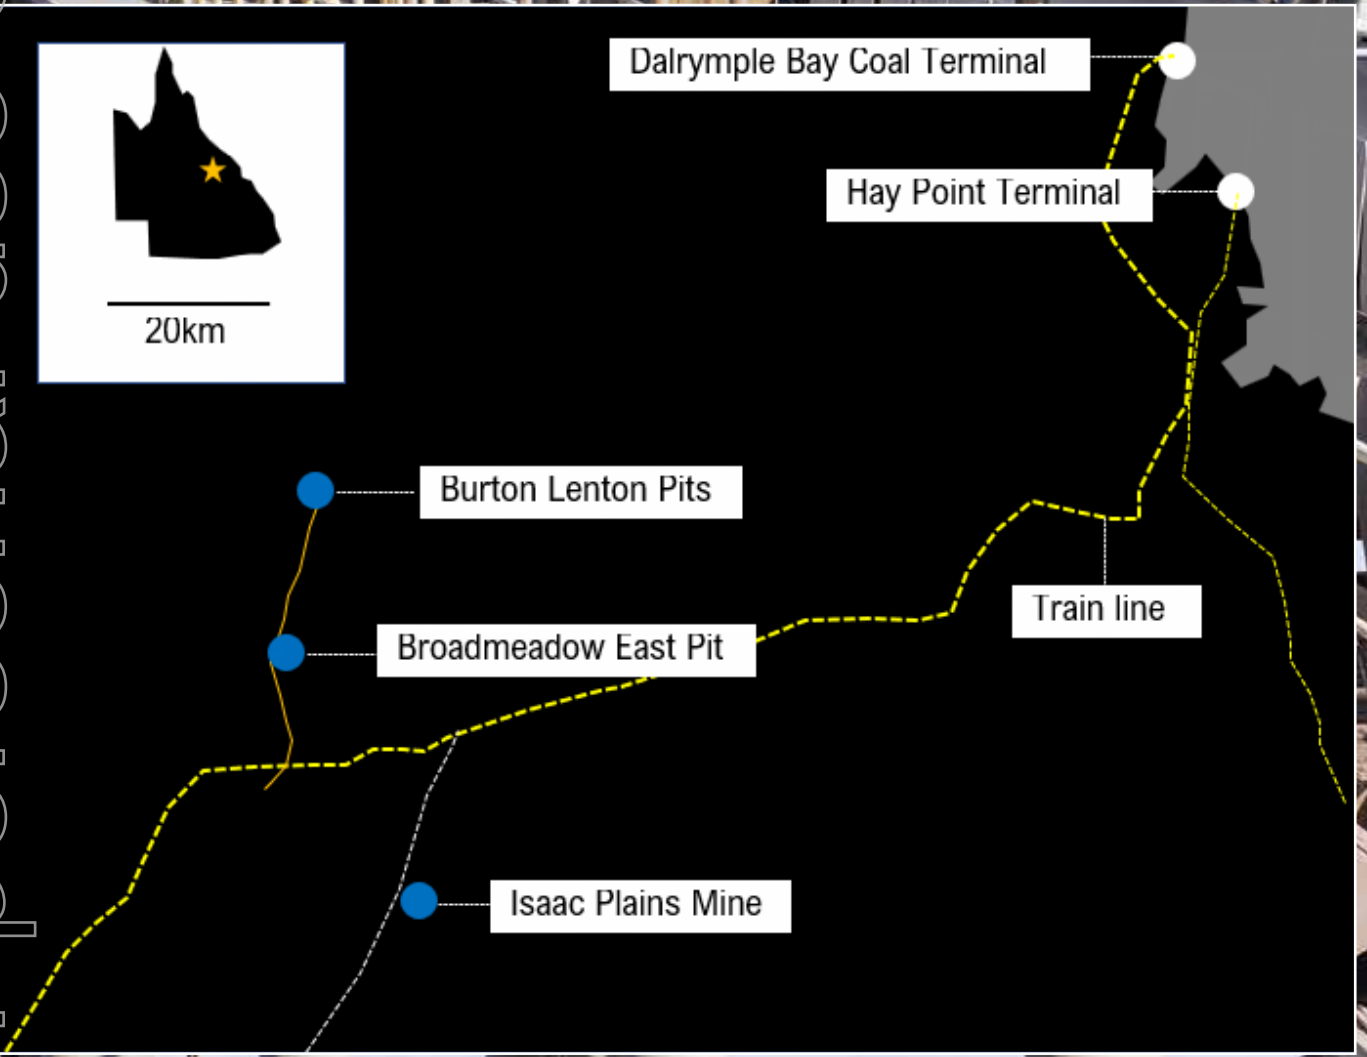 Dalrymple Bay Coal Terminal
Hay Point Terminal
20km
Burton Lenton Pits
Train line
Broadmeadow East Pit
Isaac Plains Mine